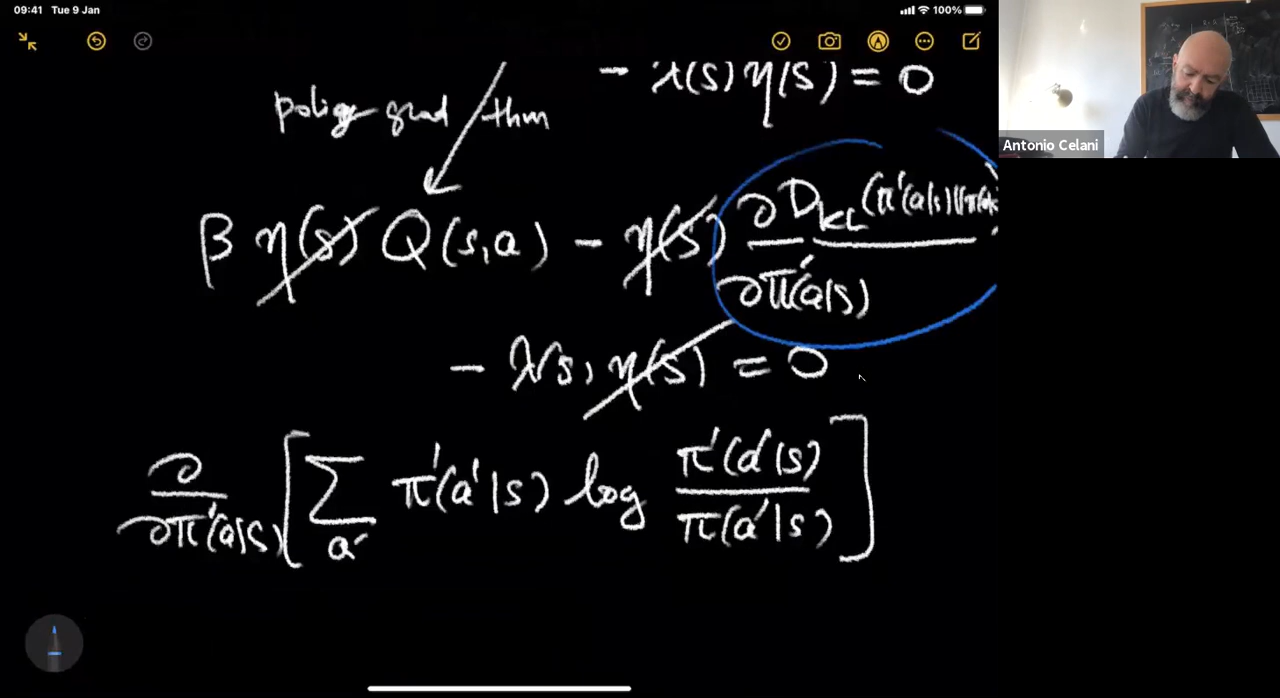 09:41 Tue 9 Jan
100%
Antonio Celani
− λ(s) η(s) = 0
policy grad thm
β η(s) Q(s,a) − η(s) ∂D_KL(π'(a|s)||π(a|s)) / ∂π'(a|s)
− λ(s) η(s) = 0
∂/∂π'(a|s) [ Σ_a' π'(a'|s) log π'(a'|s) / π(a'|s) ]